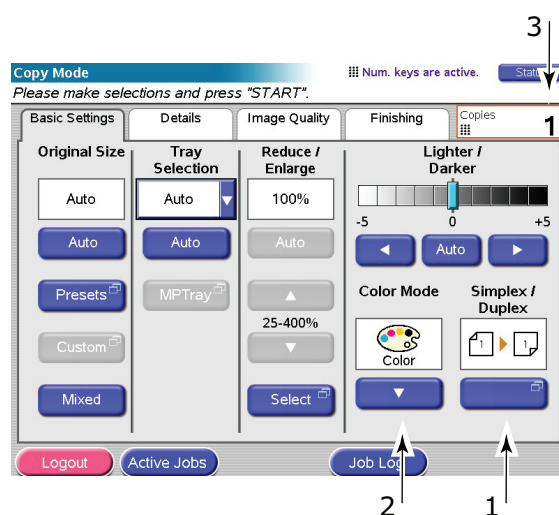 3
Copy Mode
Num. keys are active.
Please make selections and press "START".
Basic Settings
Details
Image Quality
Finishing
Copies
1
Original Size
Auto
Auto
Presets
Custom
Mixed
Tray
Selection
Auto
Auto
MPTray
Reduce /
Enlarge
100%
Auto
25-400%
Select
Lighter /
Darker
-5
0
+5
Auto
Color Mode
Color
Simplex /
Duplex
1
1
Logout
Active Jobs
Job Log
2
1